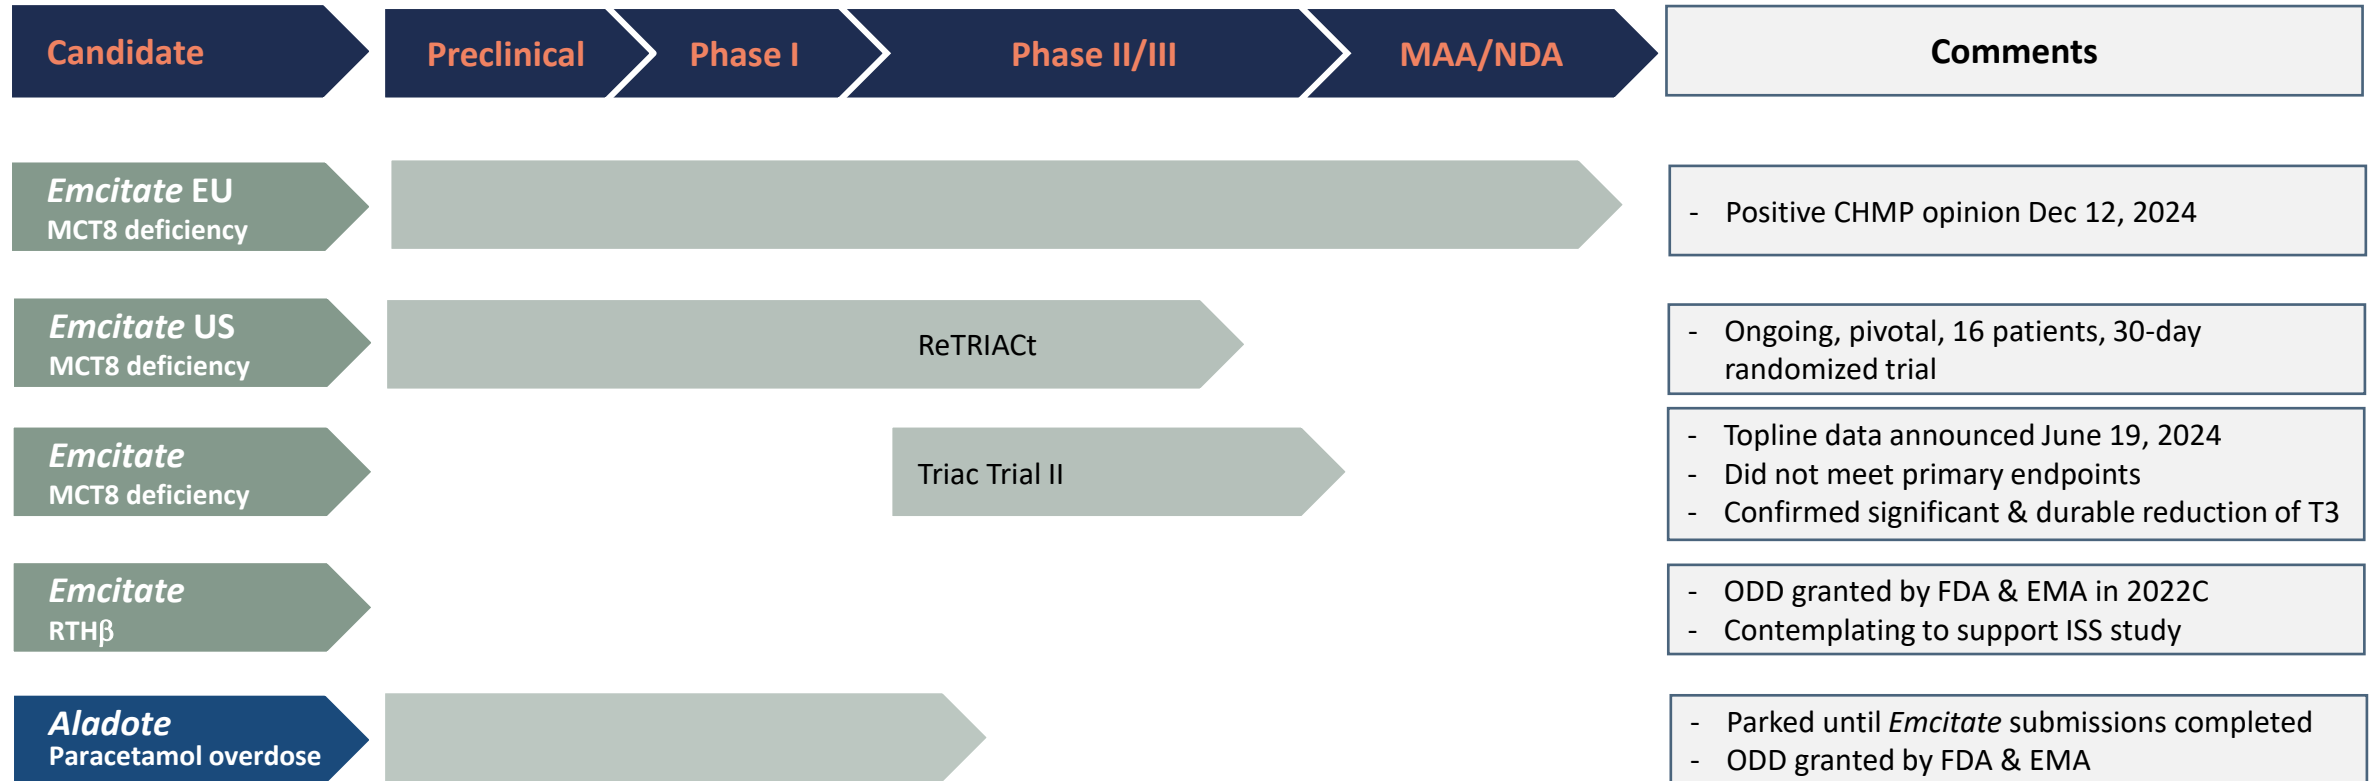 Candidate
Preclinical
Phase I
Phase II/III
MAA/NDA
Comments
Emcitate EU
MCT8 deficiency
- Positive CHMP opinion Dec 12, 2024
Emcitate US
MCT8 deficiency
ReTRIACt
- Ongoing, pivotal, 16 patients, 30-day
randomized trial
Emcitate
MCT8 deficiency
Triac Trial II
- Topline data announced June 19, 2024
- Did not meet primary endpoints
- Confirmed significant & durable reduction of T3
Emcitate
RTHβ
- ODD granted by FDA & EMA in 2022C
- Contemplating to support ISS study
Aladote
Paracetamol overdose
- Parked until Emcitate submissions completed
- ODD granted by FDA & EMA